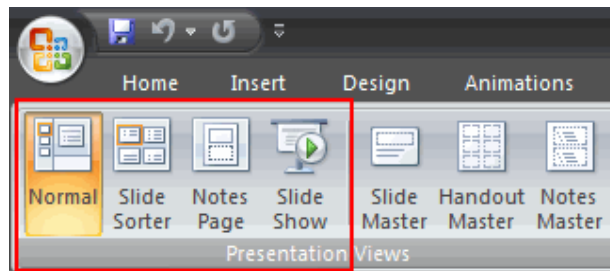 Home Insert Design Animations
Normal Slide Sorter Notes Page Slide Show Slide Master Handout Master Notes Master
Presentation Views